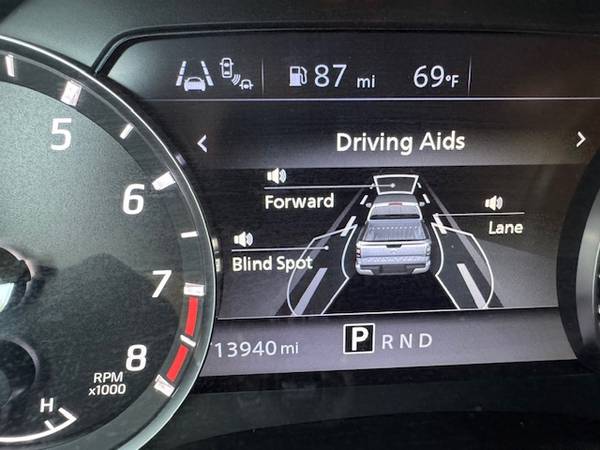 87 mi 69°F
Driving Aids
Forward
Lane
Blind Spot
13940 mi P R N D
5
6
7
8
RPM
x1000
H